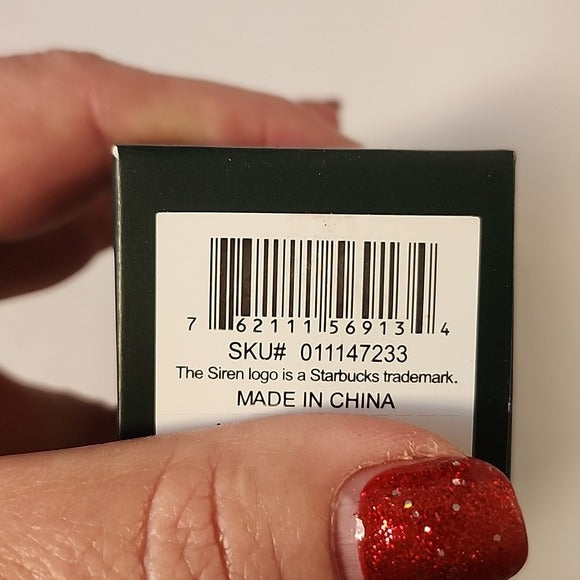 7 62111 56913 4
SKU# 011147233
The Siren logo is a Starbucks trademark.
MADE IN CHINA